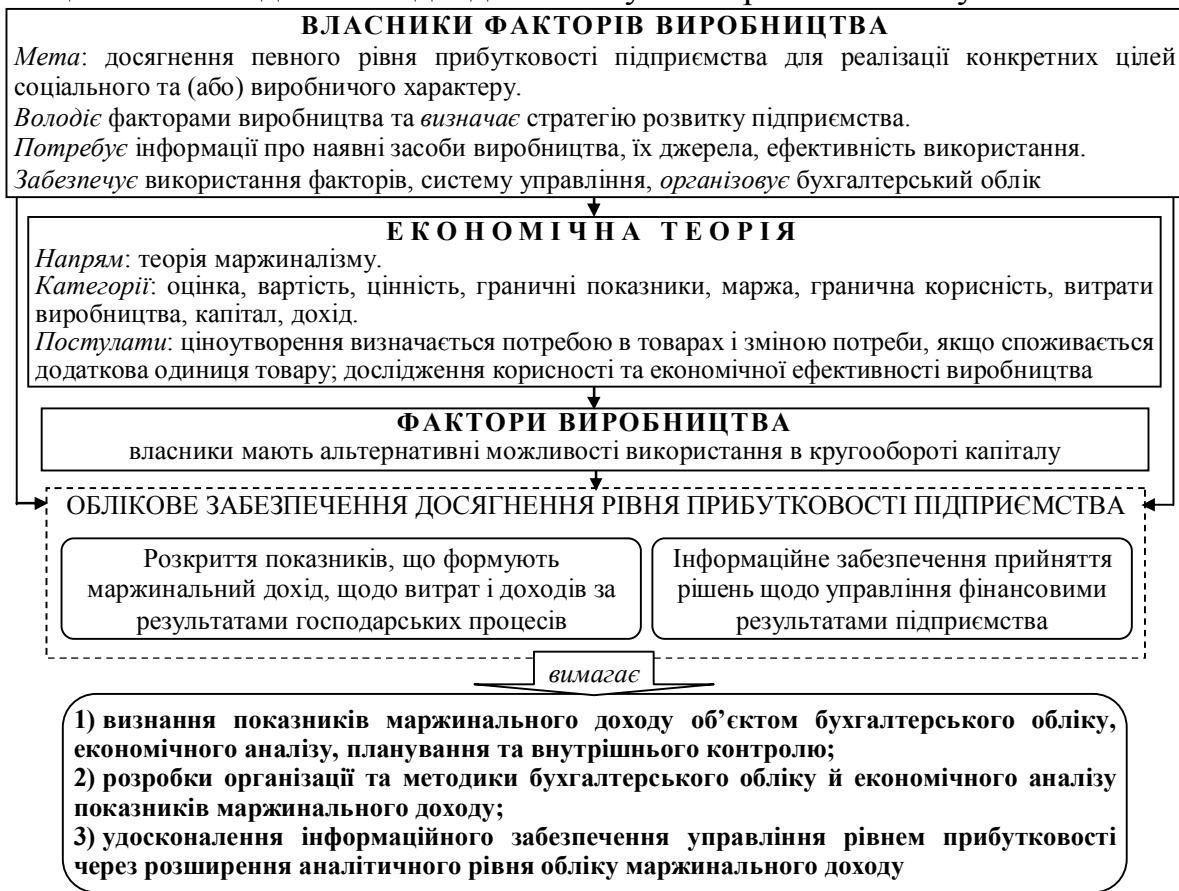 ВЛАСНИКИ ФАКТОРІВ ВИРОБНИЦТВА
Мета: досягнення певного рівня прибутковості підприємства для реалізації конкретних цілей
соціального та (або) виробничого характеру.
Володіє факторами виробництва та визначає стратегію розвитку підприємства.
Потребує інформації про наявні засоби виробництва, їх джерела, ефективність використання.
Забезпечує використання факторів, систему управління, організовує бухгалтерський облік
ЕКОНОМІЧНА ТЕОРІЯ
Напрям: теорія маржиналізму.
Категорії: оцінка, вартість, цінність, граничні показники, маржа, гранична корисність, витрати
виробництва, капітал, дохід.
Постулати: ціноутворення визначається потребою в товарах і зміною потреби, якщо споживається
додаткова одиниця товару; дослідження корисності та економічної ефективності виробництва
ФАКТОРИ ВИРОБНИЦТВА
власники мають альтернативні можливості використання в кругообороті капіталу
ОБЛІКОВЕ ЗАБЕЗПЕЧЕННЯ ДОСЯГНЕННЯ РІВНЯ ПРИБУТКОВОСТІ ПІДПРИЄМСТВА
Розкриття показників, що формують
маржинальний дохід, щодо витрат і доходів за
результатами господарських процесів
Інформаційне забезпечення прийняття
рішень щодо управління фінансовими
результатами підприємства
вимагає
1) визнання показників маржинального доходу об’єктом бухгалтерського обліку,
економічного аналізу, планування та внутрішнього контролю;
2) розробки організації та методики бухгалтерського обліку й економічного аналізу
показників маржинального доходу;
3) удосконалення інформаційного забезпечення управління рівнем прибутковості
через розширення аналітичного рівня обліку маржинального доходу